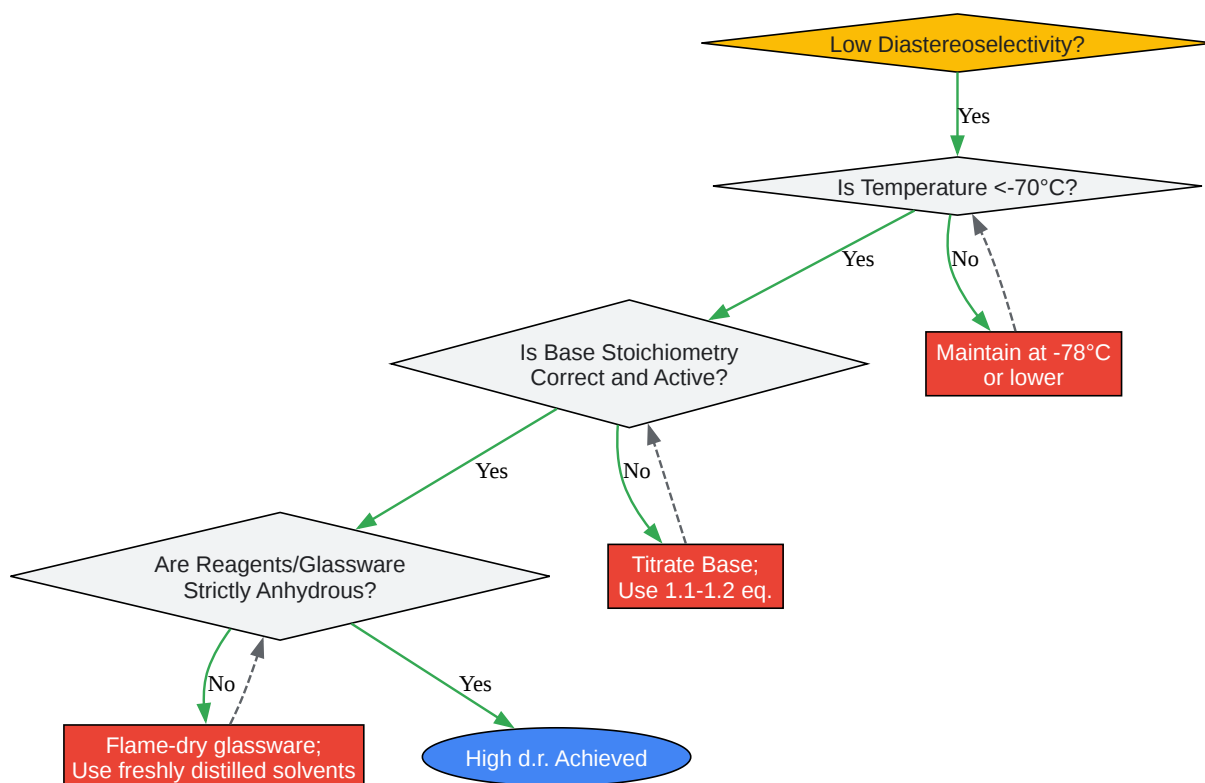 Low Diastereoselectivity?
Yes
Is Temperature <-70°C?
Yes
No
Is Base Stoichiometry
Correct and Active?
Maintain at -78°C
or lower
Yes
No
Are Reagents/Glassware
Strictly Anhydrous?
Titrate Base;
Use 1.1-1.2 eq.
No
Yes
Flame-dry glassware;
Use freshly distilled solvents
High d.r. Achieved